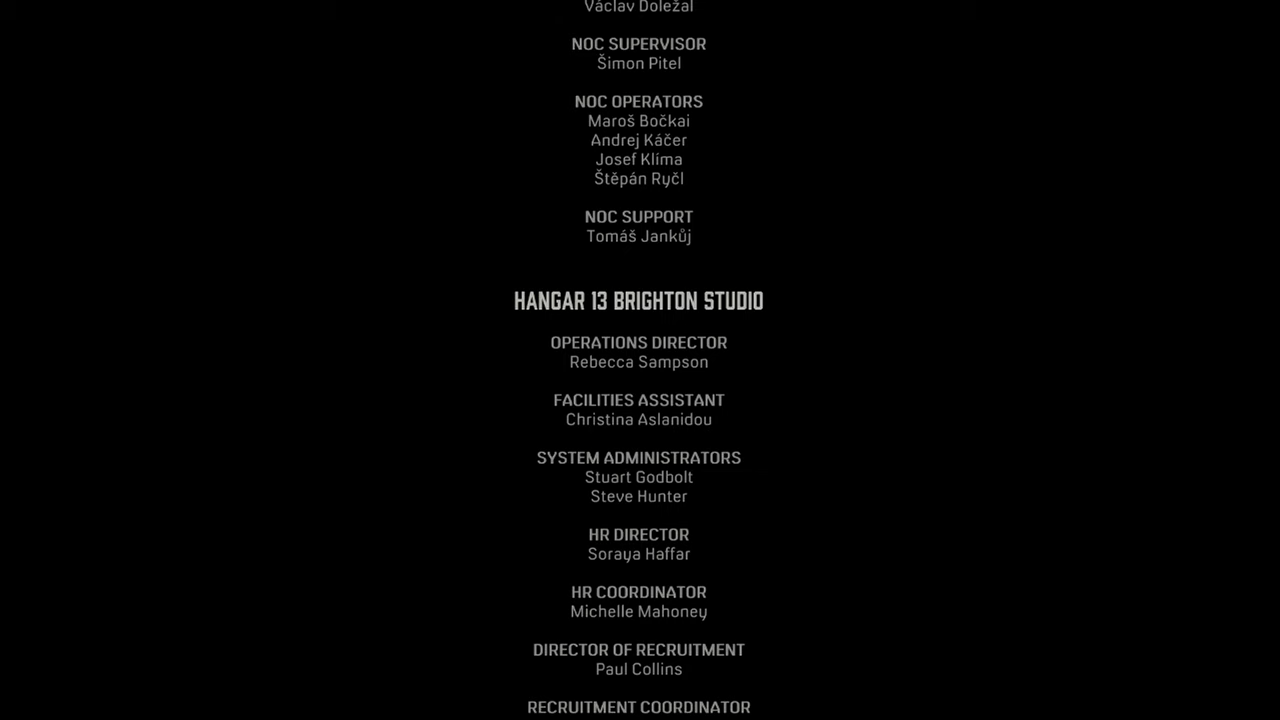 Václav Doležal
NOC SUPERVISOR
Šimon Pitel
NOC OPERATORS
Maroš Bočkai
Andrej Káčer
Josef Klíma
Štěpán Ryčl
NOC SUPPORT
Tomáš Jankůj
HANGAR 13 BRIGHTON STUDIO
OPERATIONS DIRECTOR
Rebecca Sampson
FACILITIES ASSISTANT
Christina Aslanidou
SYSTEM ADMINISTRATORS
Stuart Godbolt
Steve Hunter
HR DIRECTOR
Soraya Haffar
HR COORDINATOR
Michelle Mahoney
DIRECTOR OF RECRUITMENT
Paul Collins
RECRUITMENT COORDINATOR